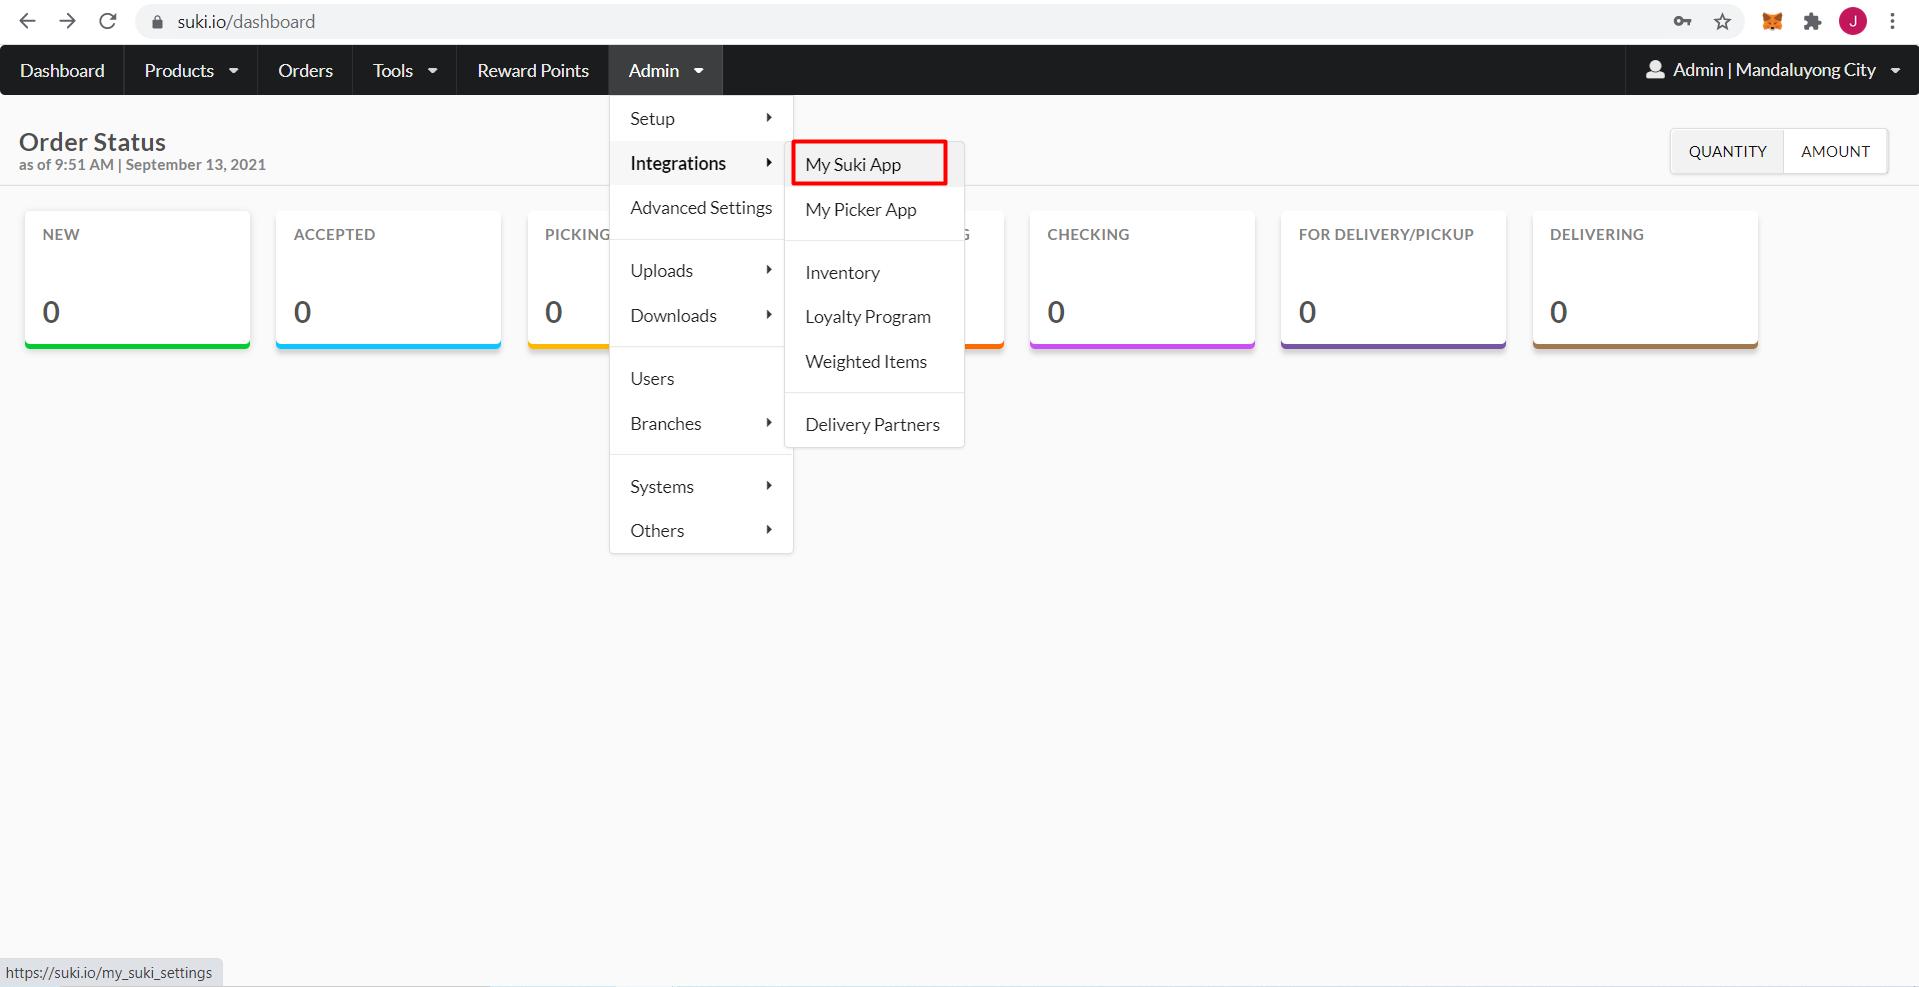 suki.io/dashboard
J
Dashboard
Products
Orders
Tools
Reward Points
Admin
Admin | Mandaluyong City
Order Status
as of 9:51 AM | September 13, 2021
QUANTITY
AMOUNT
Setup
Integrations
Advanced Settings
Uploads
Downloads
Users
Branches
Systems
Others
My Suki App
My Picker App
Inventory
Loyalty Program
Weighted Items
Delivery Partners
NEW
0
ACCEPTED
0
PICKING
0
G
CHECKING
0
FOR DELIVERY/PICKUP
0
DELIVERING
0
https://suki.io/my_suki_settings